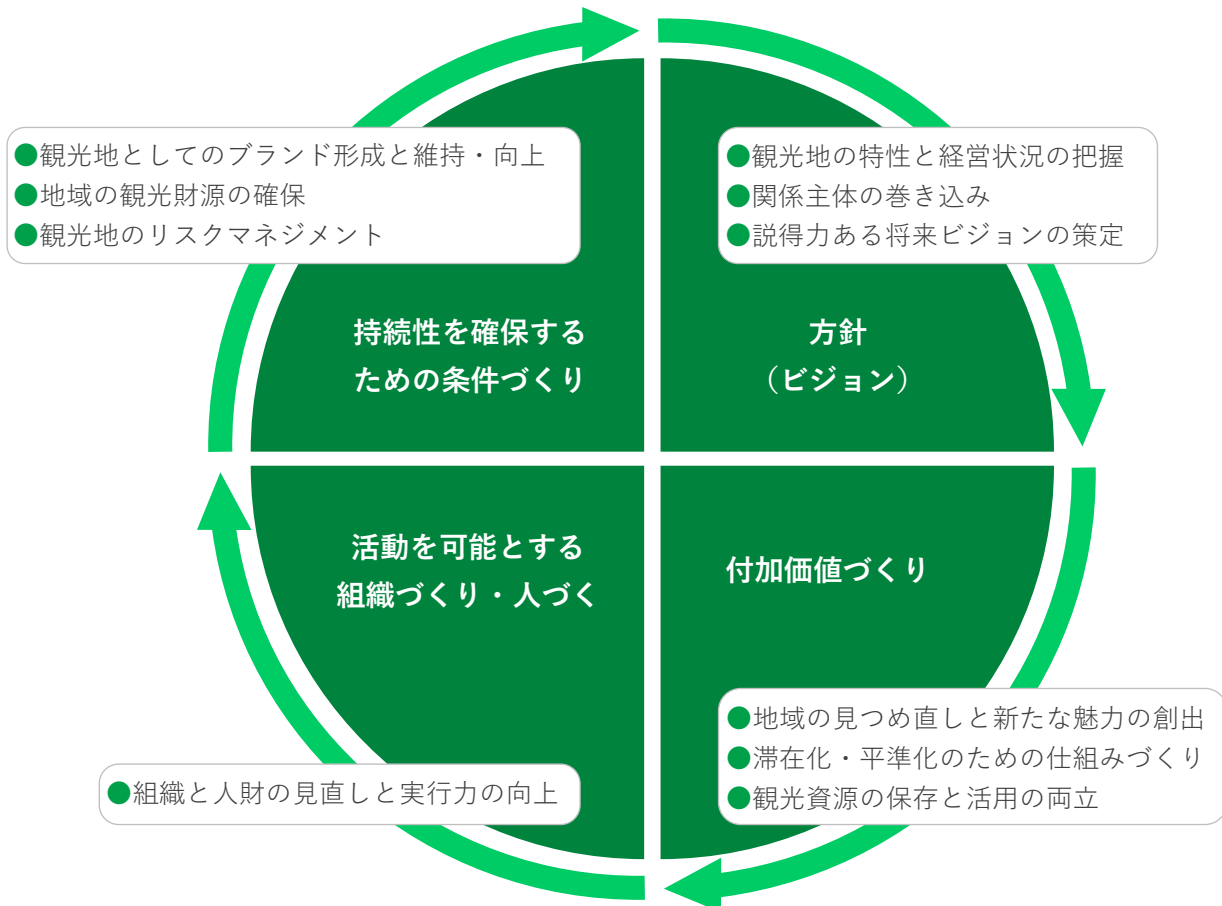 ●観光地としてのブランド形成と維持・向上
●地域の観光財源の確保
●観光地のリスクマネジメント
持続性を確保する
ための条件づくり
●観光地の特性と経営状況の把握
●関係主体の巻き込み
●説得力ある将来ビジョンの策定
方針
（ビジョン）
活動を可能とする
組織づくり・人づく
●組織と人財の見直しと実行力の向上
付加価値づくり
●地域の見つめ直しと新たな魅力の創出
●滞在化・平準化のための仕組みづくり
●観光資源の保存と活用の両立